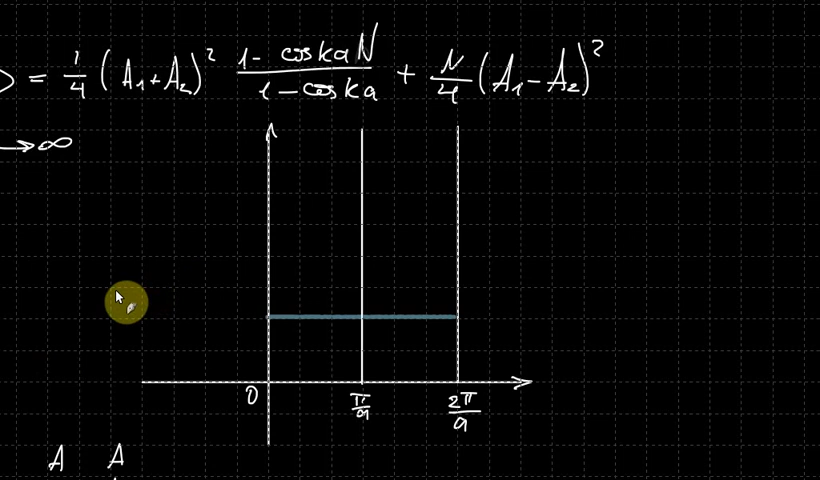 > = 1/4 (A₁+A₂)² (1 - cos kaN)/(1 - cos ka) + N/4 (A₁-A₂)²
→∞
0 π/a 2π/a
A A